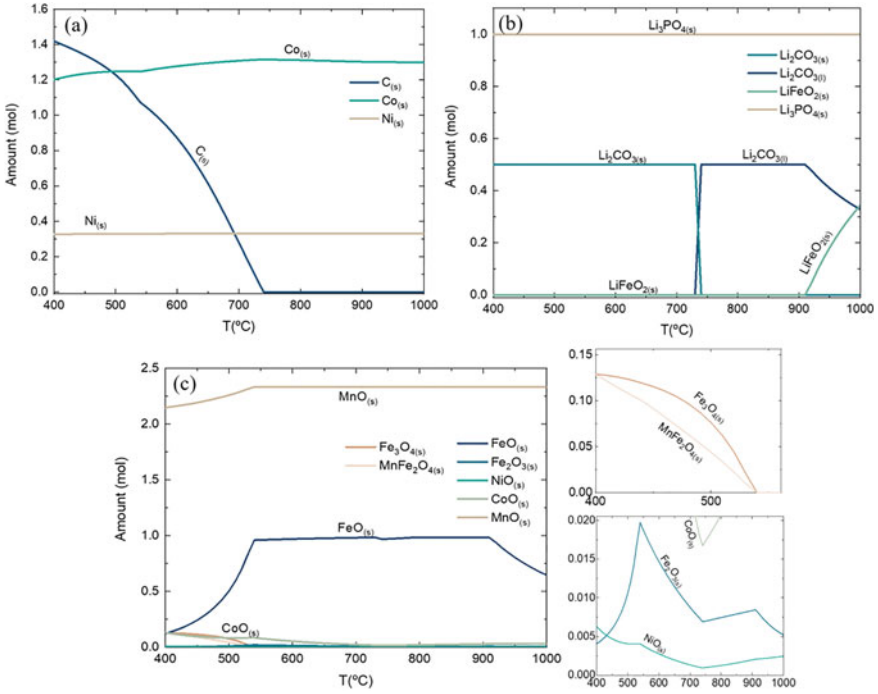 (a)
1.6
1.4
1.2
1.0
0.8
0.6
0.4
0.2
0.0
Amount (mol)
Co(s)
C(s)
Ni(s)
C(s)
Co(s)
Ni(s)
400 500 600 700 800 900 1000
T(ºC)
(b)
1.0
0.8
0.6
0.4
0.2
0.0
Amount (mol)
Li₃PO₄(s)
Li₂CO₃(s)
Li₂CO₃(l)
LiFeO₂(s)
Li₃PO₄(s)
Li₂CO₃(s)
Li₂CO₃(l)
LiFeO₂(s)
LiFeO₂(s)
400 500 600 700 800 900 1000
T(ºC)
(c)
2.5
2.0
1.5
1.0
0.5
0.0
Amount (mol)
MnO(s)
Fe₃O₄(s)
MnFe₂O₄(s)
FeO(s)
Fe₂O₃(s)
NiO(s)
CoO(s)
MnO(s)
FeO(s)
CoO(s)
400 500 600 700 800 900 1000
T(ºC)
0.15
0.10
0.05
0.00
Fe₃O₄(s)
MnFe₂O₄(s)
400 500
0.020
0.015
0.010
0.005
0.000
CoO(s)
Fe₂O₃(s)
NiO(s)
400 500 600 700 800 900 1000